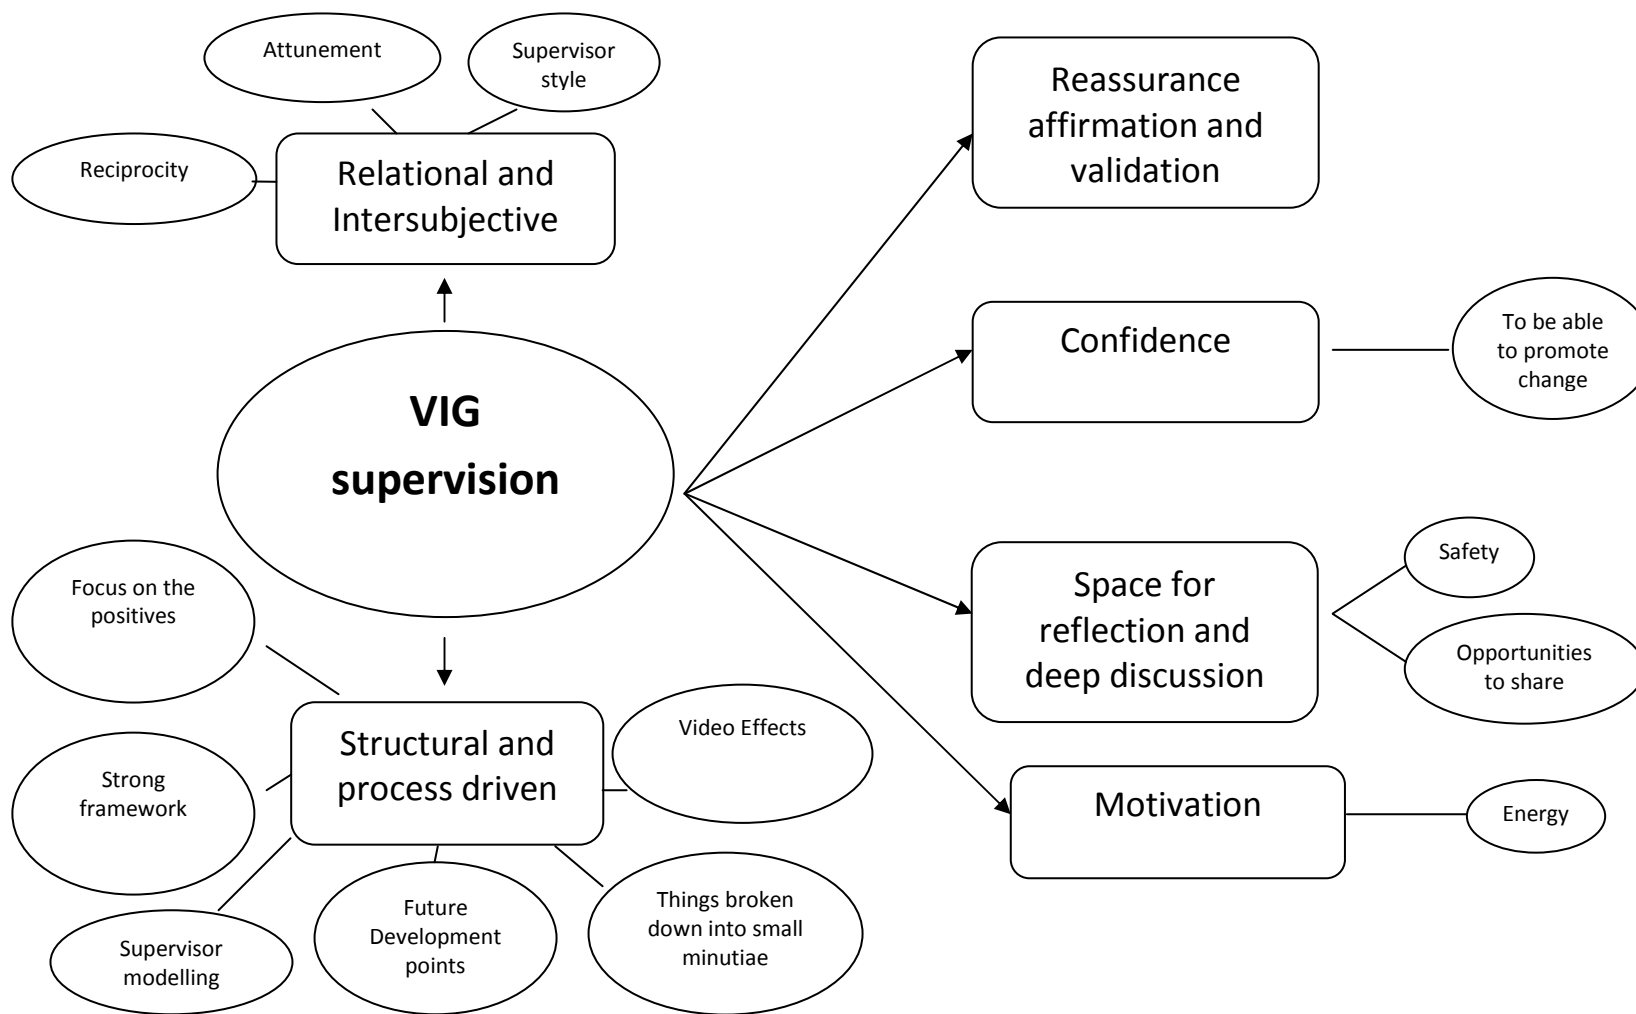 Attunement
Supervisor
style
Reciprocity
Relational and
Intersubjective
Reassurance
affirmation and
validation
VIG
supervision
Confidence
To be able
to promote
change
Space for
reflection and
deep discussion
Safety
Opportunities
to share
Motivation
Energy
Focus on the
positives
Structural and
process driven
Video Effects
Strong
framework
Supervisor
modelling
Future
Development
points
Things broken
down into small
minutiae